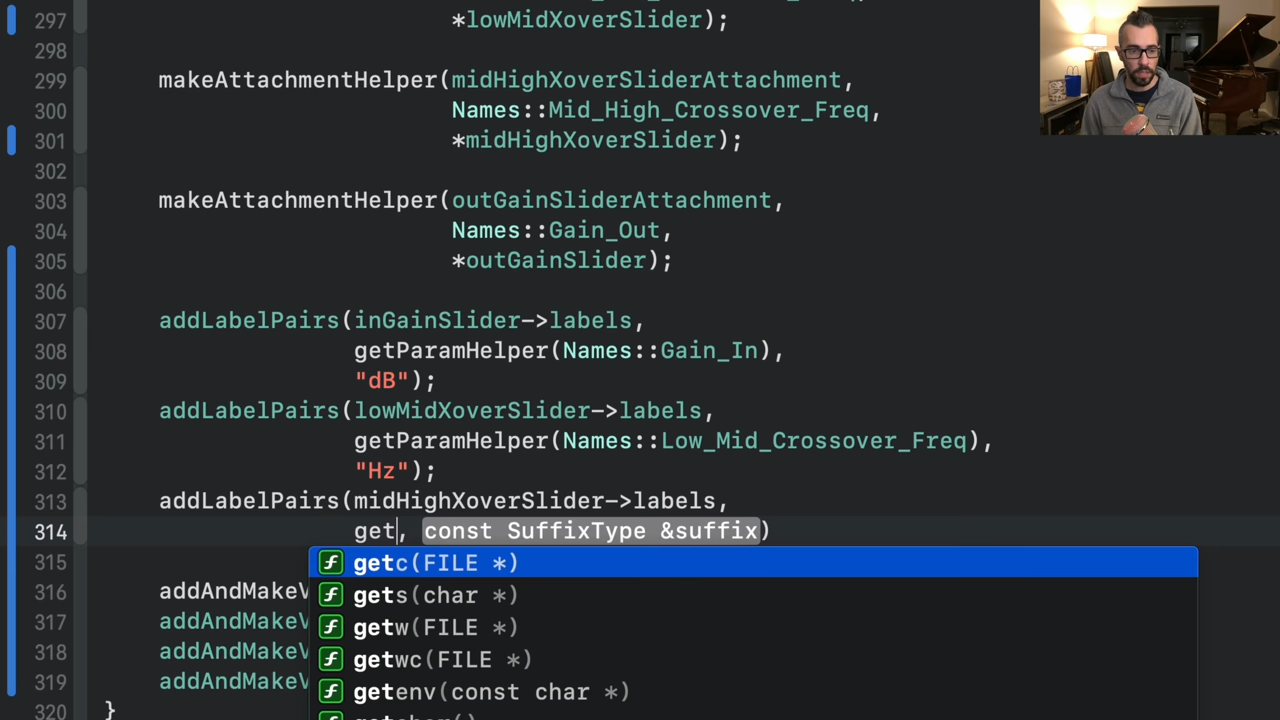 297 *lowMidXoverSlider);
298
299 makeAttachmentHelper(midHighXoverSliderAttachment,
300 Names::Mid_High_Crossover_Freq,
301 *midHighXoverSlider);
302
303 makeAttachmentHelper(outGainSliderAttachment,
304 Names::Gain_Out,
305 *outGainSlider);
306
307 addLabelPairs(inGainSlider->labels,
308 getParamHelper(Names::Gain_In),
309 "dB");
310 addLabelPairs(lowMidXoverSlider->labels,
311 getParamHelper(Names::Low_Mid_Crossover_Freq),
312 "Hz");
313 addLabelPairs(midHighXoverSlider->labels,
314 get, const SuffixType &suffix)
315 f getc(FILE *)
316 addAndMakeV f gets(char *)
317 addAndMakeV f getw(FILE *)
318 addAndMakeV f getwc(FILE *)
319 addAndMakeV f getenv(const char *)
320 }